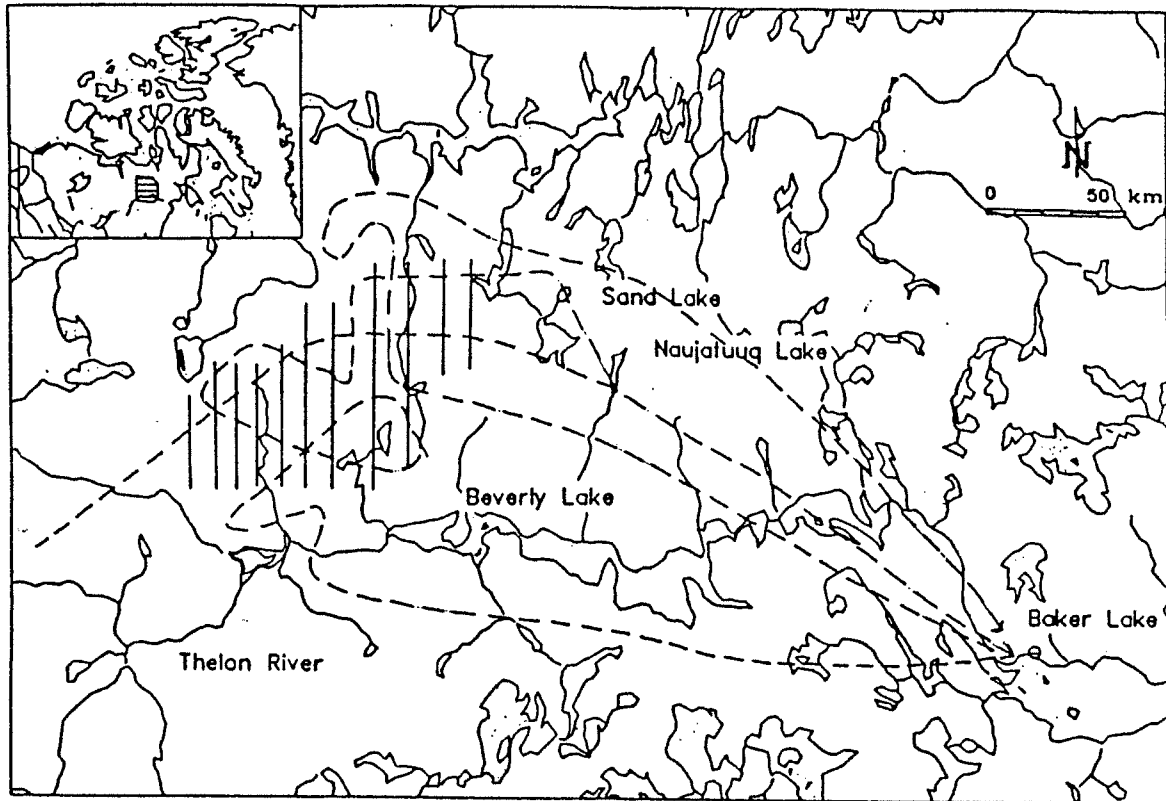 N
0 50 km
Sand Lake
Naujatuuq Lake
Beverly Lake
Baker Lake
Thelon River